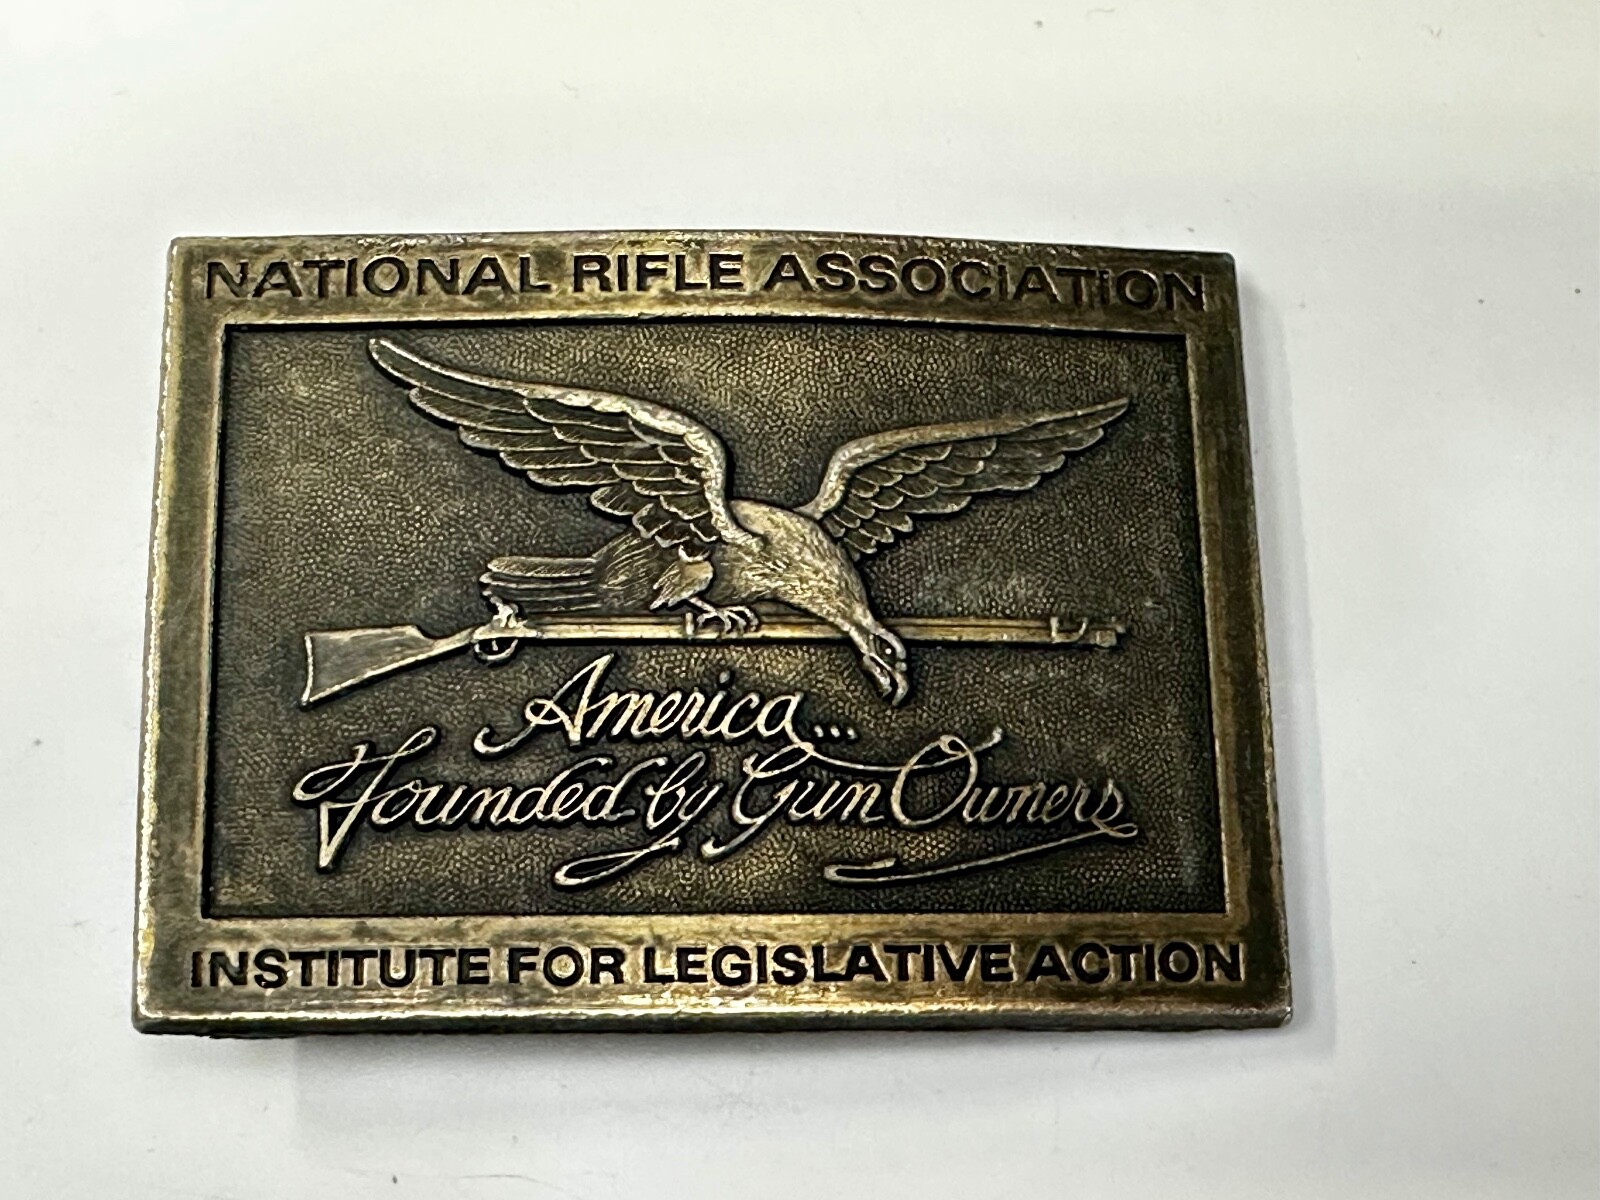 NATIONAL RIFLE ASSOCIATION
America...
Founded by Gun Owners
INSTITUTE FOR LEGISLATIVE ACTION